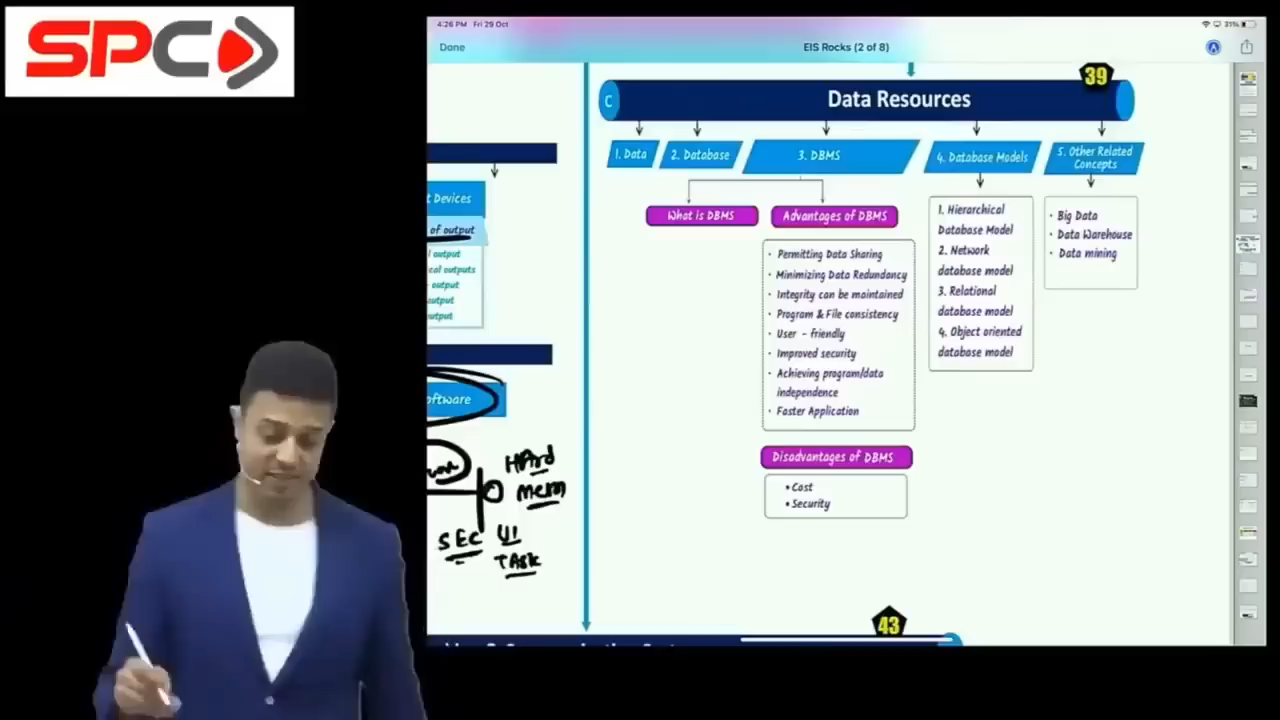 SPC
4:26 PM Fri 29 Oct
31%
Done
EIS Rocks (2 of 8)
39
C
Data Resources
1. Data
2. Database
3. DBMS
4. Database Models
5. Other Related
Concepts
What is DBMS
Advantages of DBMS
• Permitting Data Sharing
• Minimizing Data Redundancy
• Integrity can be maintained
• Program & File consistency
• User - friendly
• Improved security
• Achieving program/data
independence
• Faster Application
Disadvantages of DBMS
• Cost
• Security
1. Hierarchical
Database Model
2. Network
database model
3. Relational
database model
4. Object oriented
database model
• Big Data
• Data Warehouse
• Data mining
t Devices
of output
l output
cal outputs
output
output
utput
oftware
HArd
Mem
SEC UI
TASK
43